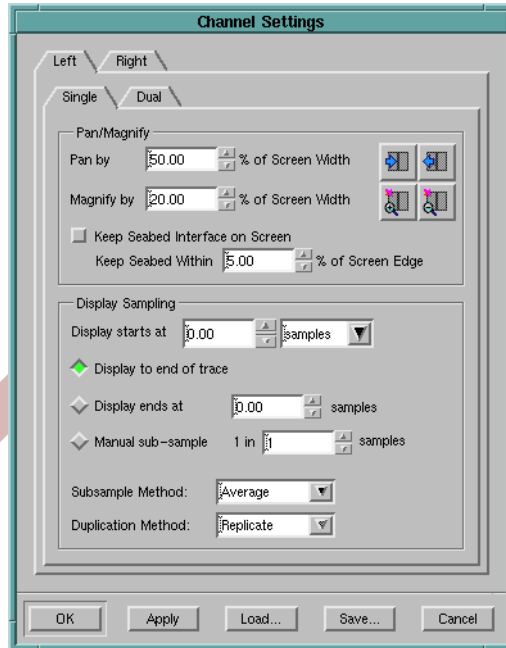 Channel Settings
Left Right
Single Dual
Pan/Magnify
Pan by 50.00 % of Screen Width
Magnify by 20.00 % of Screen Width
Keep Seabed Interface on Screen
Keep Seabed Within 5.00 % of Screen Edge
Display Sampling
Display starts at 0.00 samples
Display to end of trace
Display ends at 0.00 samples
Manual sub-sample 1 in 1 samples
Subsample Method: Average
Duplication Method: Replicate
OK Apply Load... Save... Cancel